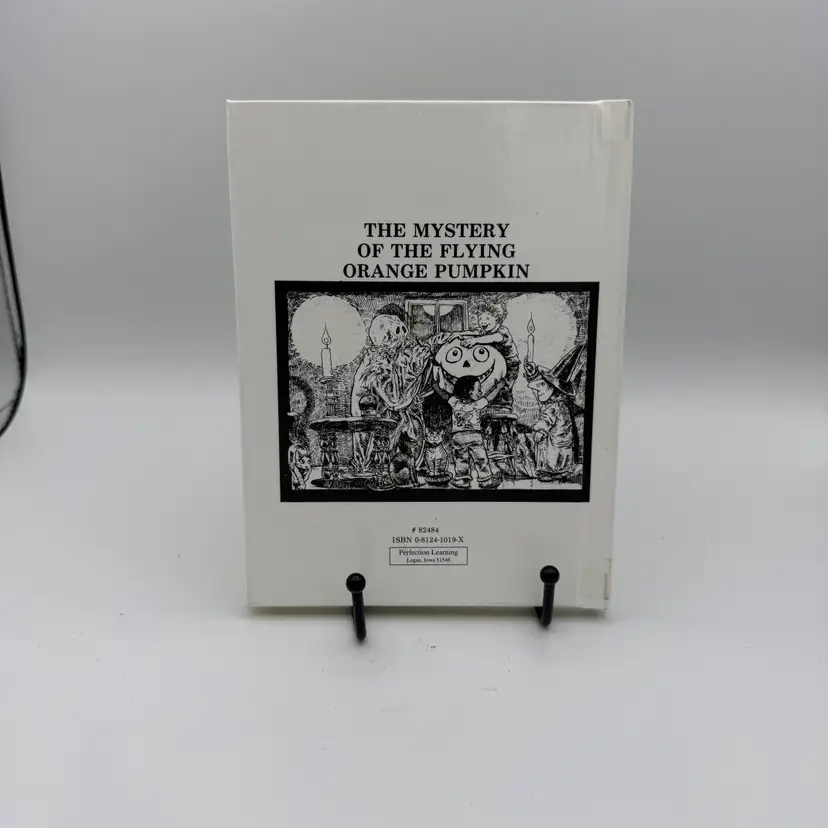 THE MYSTERY
OF THE FLYING
ORANGE PUMPKIN
# 82484
ISBN 0-8124-1019-X
Perfection Learning
Logan, Iowa 51546